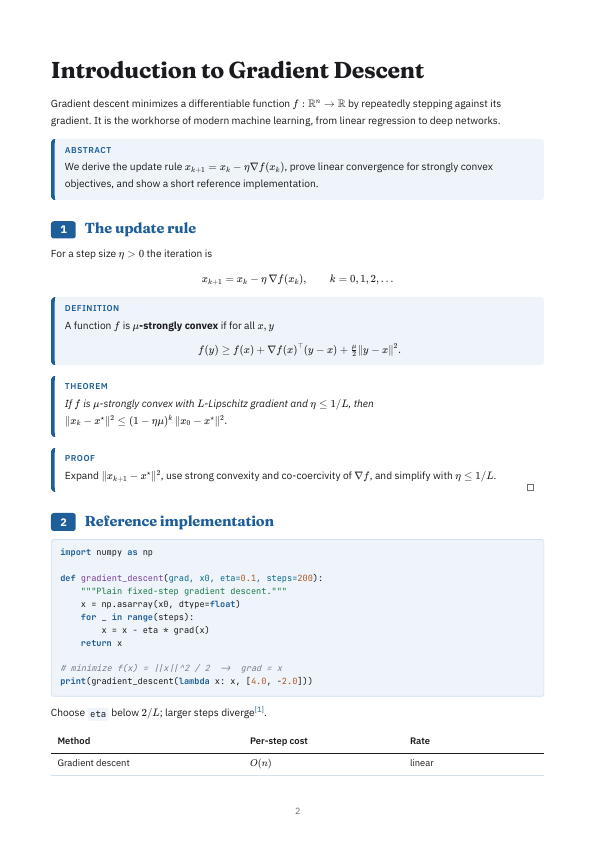 Introduction to Gradient Descent
Gradient descent minimizes a differentiable function f : ℝⁿ → ℝ by repeatedly stepping against its
gradient. It is the workhorse of modern machine learning, from linear regression to deep networks.
ABSTRACT
We derive the update rule xₖ₊₁ = xₖ − η∇f(xₖ), prove linear convergence for strongly convex
objectives, and show a short reference implementation.
1 The update rule
For a step size η > 0 the iteration is
xₖ₊₁ = xₖ − η ∇f(xₖ), k = 0, 1, 2, …
DEFINITION
A function f is μ-strongly convex if for all x, y
f(y) ≥ f(x) + ∇f(x)^⊤(y − x) + μ/2 ‖y − x‖².
THEOREM
If f is μ-strongly convex with L-Lipschitz gradient and η ≤ 1/L, then
‖xₖ − x*‖² ≤ (1 − ημ)ᵏ ‖x₀ − x*‖².
PROOF
Expand ‖xₖ₊₁ − x*‖², use strong convexity and co-coercivity of ∇f, and simplify with η ≤ 1/L.
□
2 Reference implementation
import numpy as np
def gradient_descent(grad, x0, eta=0.1, steps=200):
    """Plain fixed-step gradient descent."""
    x = np.asarray(x0, dtype=float)
    for _ in range(steps):
        x = x - eta * grad(x)
    return x
# minimize f(x) = ||x||^2 / 2 → grad = x
print(gradient_descent(lambda x: x, [4.0, -2.0]))
Choose eta below 2/L; larger steps diverge[1].
Method Per-step cost Rate
Gradient descent O(n) linear
2